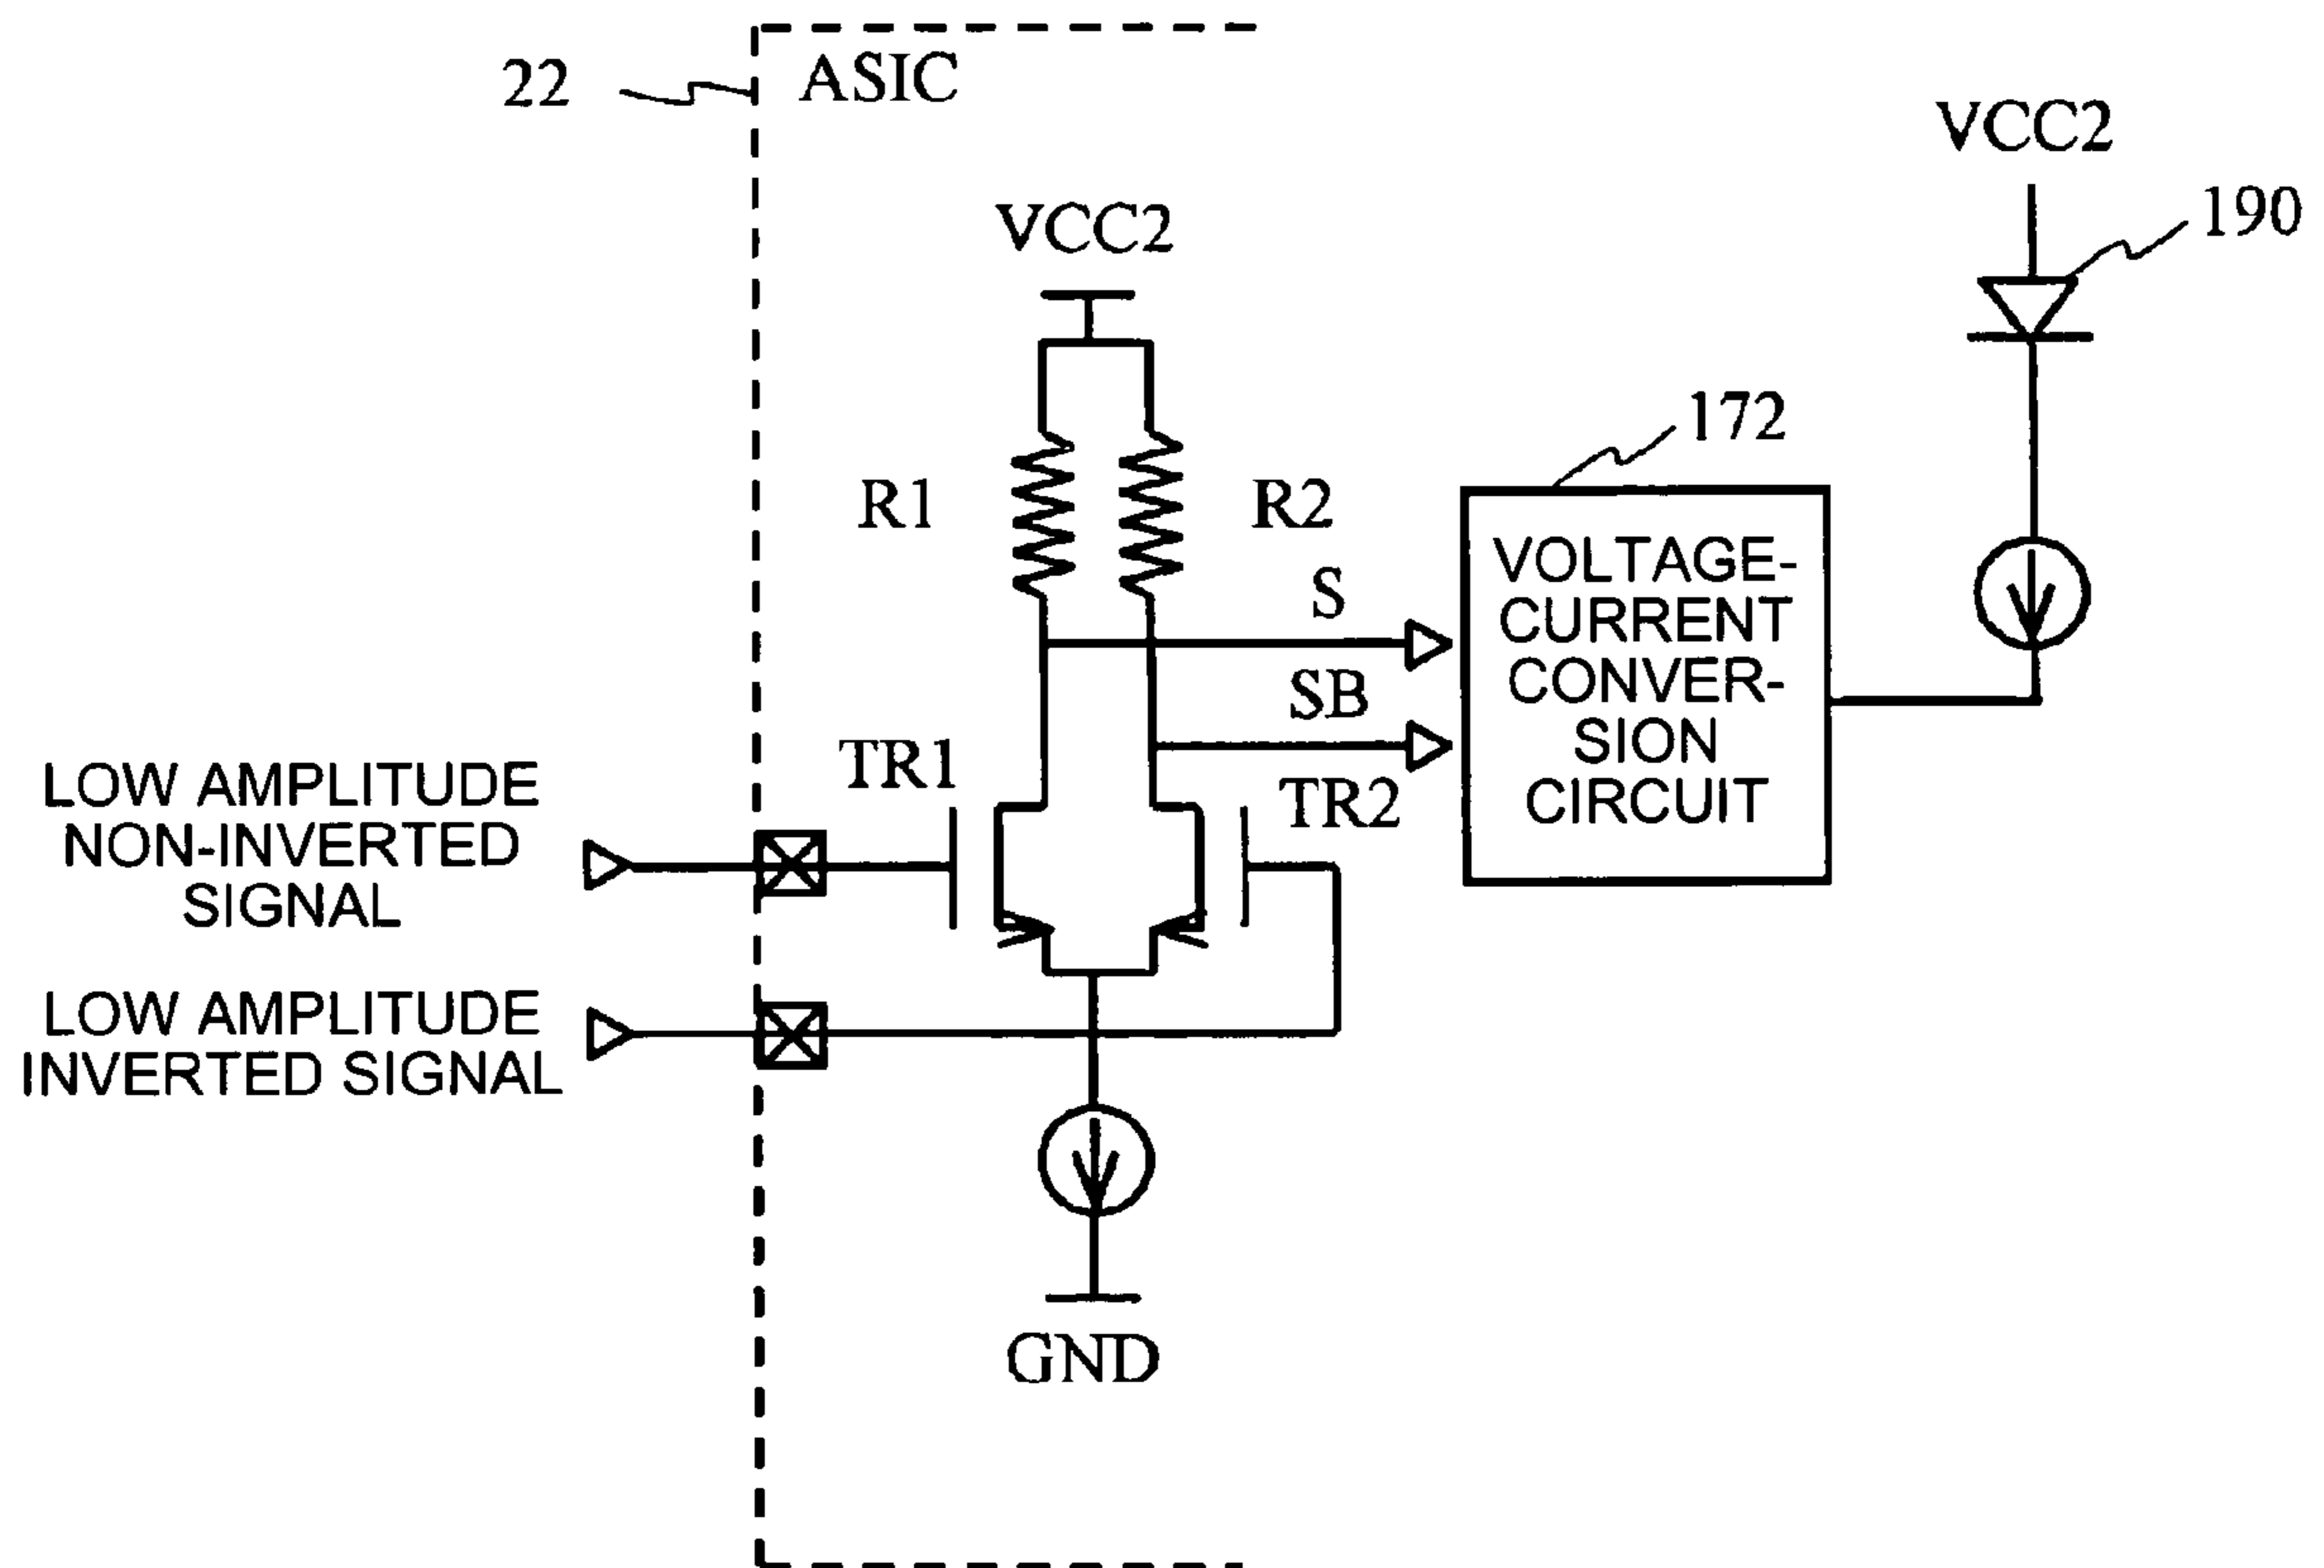 22
ASIC
VCC2
190
VCC2
172
R1
R2
VOLTAGE-
CURRENT
CONVER-
SION
CIRCUIT
S
SB
TR1
TR2
LOW AMPLITUDE
NON-INVERTED
SIGNAL
LOW AMPLITUDE
INVERTED SIGNAL
GND